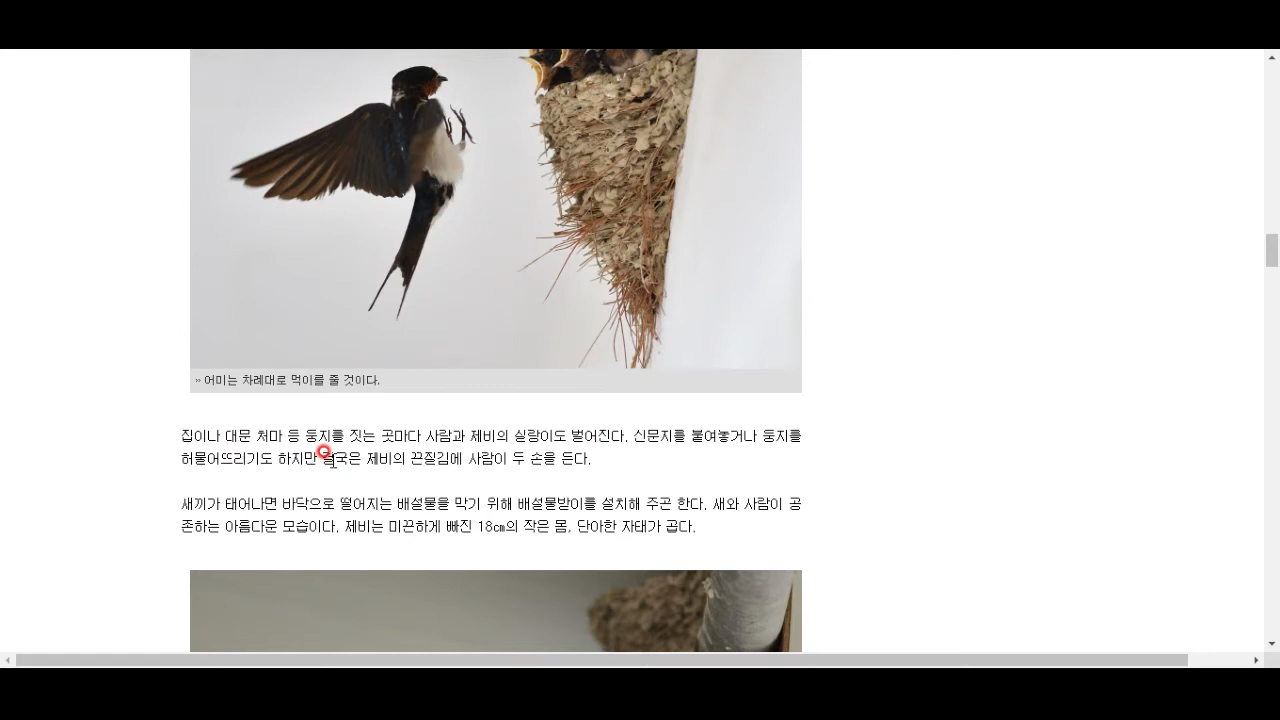 » 어미는 차례대로 먹이를 줄 것이다.
집이나 대문 처마 등 둥지를 짓는 곳마다 사람과 제비의 실랑이도 벌어진다. 신문지를 붙여놓거나 둥지를
허물어뜨리기도 하지만 결국은 제비의 끈질김에 사람이 두 손을 든다.
새끼가 태어나면 바닥으로 떨어지는 배설물을 막기 위해 배설물받이를 설치해 주곤 한다. 새와 사람이 공
존하는 아름다운 모습이다. 제비는 미끈하게 빠진 18㎝의 작은 몸, 단아한 자태가 곱다.